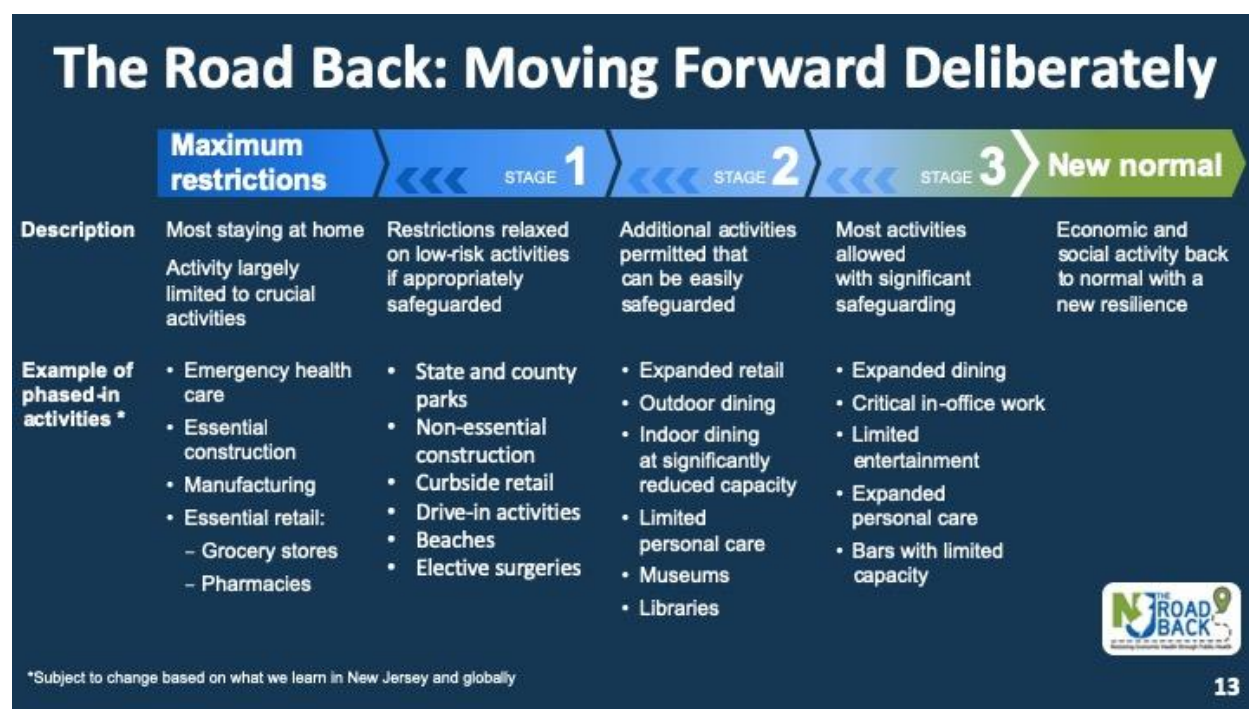 The Road Back: Moving Forward Deliberately
Maximum
restrictions
STAGE 1
STAGE 2
STAGE 3
New normal
Description
Most staying at home
Activity largely
limited to crucial
activities
Restrictions relaxed
on low-risk activities
if appropriately
safeguarded
Additional activities
permitted that
can be easily
safeguarded
Most activities
allowed
with significant
safeguarding
Economic and
social activity back
to normal with a
new resilience
Example of
phased-in
activities *
• Emergency health
care
• Essential
construction
• Manufacturing
• Essential retail:
– Grocery stores
– Pharmacies
• State and county
parks
• Non-essential
construction
• Curbside retail
• Drive-in activities
• Beaches
• Elective surgeries
• Expanded retail
• Outdoor dining
• Indoor dining
at significantly
reduced capacity
• Limited
personal care
• Museums
• Libraries
• Expanded dining
• Critical in-office work
• Limited
entertainment
• Expanded
personal care
• Bars with limited
capacity
NJ THE
ROAD
BACK
Restoring Economic Health through Public Health
*Subject to change based on what we learn in New Jersey and globally
13